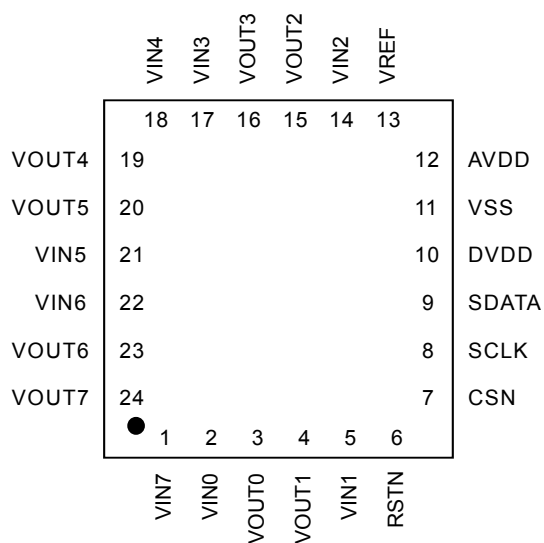 VIN4 VIN3 VOUT3 VOUT2 VIN2 VREF
18 17 16 15 14 13
VOUT4 19 12 AVDD
VOUT5 20 11 VSS
VIN5 21 10 DVDD
VIN6 22 9 SDATA
VOUT6 23 8 SCLK
VOUT7 24 7 CSN
1 2 3 4 5 6
VIN7 VIN0 VOUT0 VOUT1 VIN1 RSTN